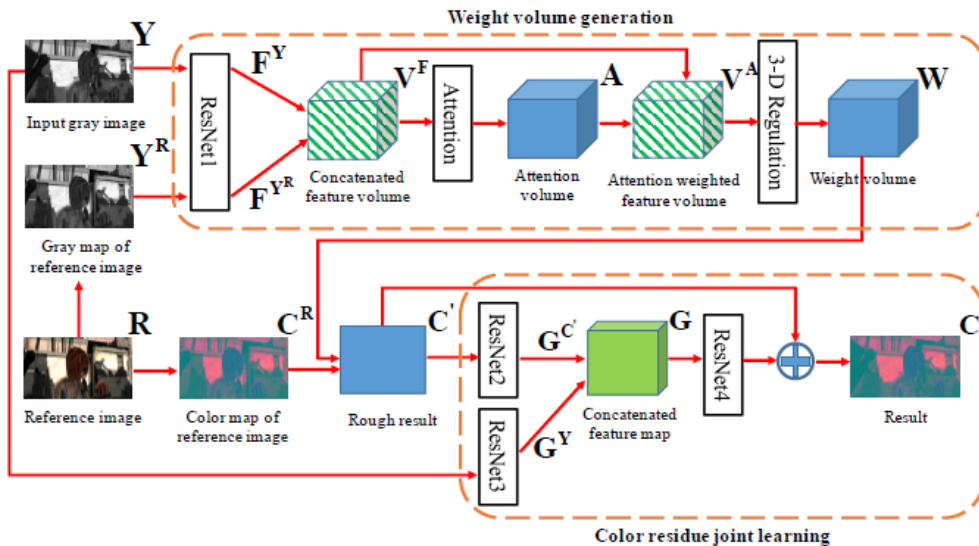 Weight volume generation
Y
Input gray image
Y^R
Gray map of
reference image
R
Reference image
ResNet1
F^Y
F^{Y^R}
V^F
Concatenated
feature volume
Attention
A
Attention
volume
V^A
Attention weighted
feature volume
3-D Regulation
W
Weight volume
C^R
Color map of
reference image
C'
Rough result
ResNet2
ResNet3
G^{C'}
G^Y
G
Concatenated
feature map
ResNet4
C
Result
Color residue joint learning